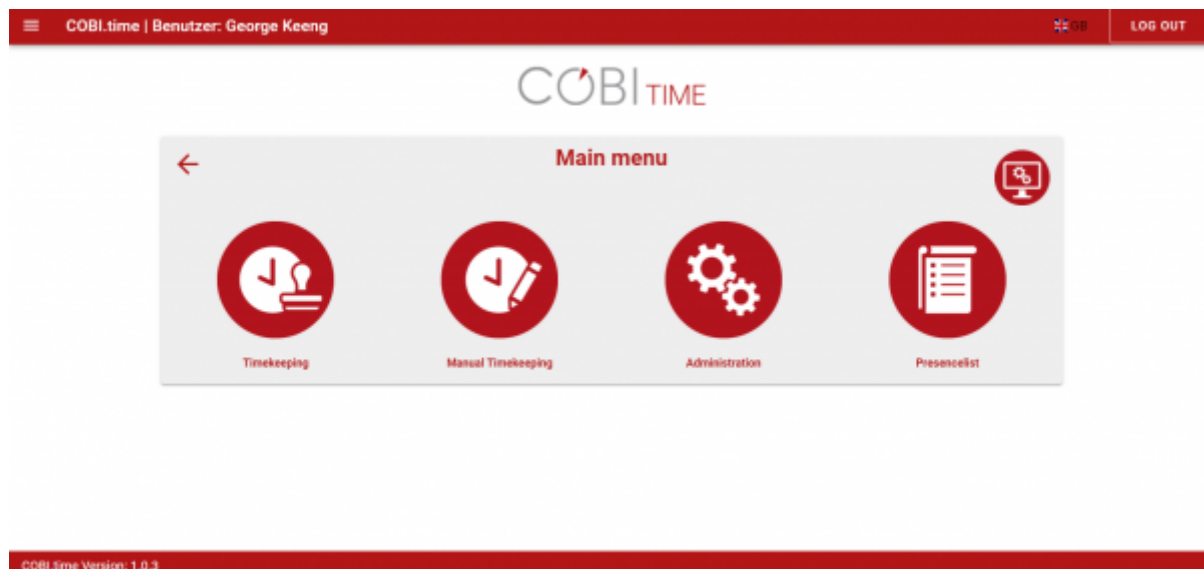 COBI.time | Benutzer: George Keeng
GB
LOG OUT
COBI TIME
Main menu
Timekeeping
Manual Timekeeping
Administration
Presencelist
COBI.time Version: 1.0.3